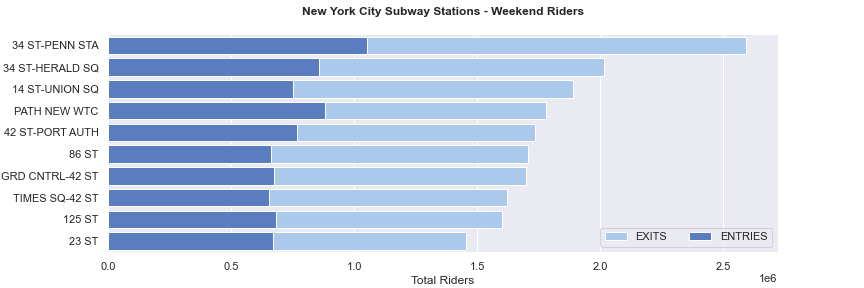 New York City Subway Stations - Weekend Riders
34 ST-PENN STA
34 ST-HERALD SQ
14 ST-UNION SQ
PATH NEW WTC
42 ST-PORT AUTH
86 ST
GRD CNTRL-42 ST
TIMES SQ-42 ST
125 ST
23 ST
EXITS ENTRIES
0.0 0.5 1.0 1.5 2.0 2.5
1e6
Total Riders